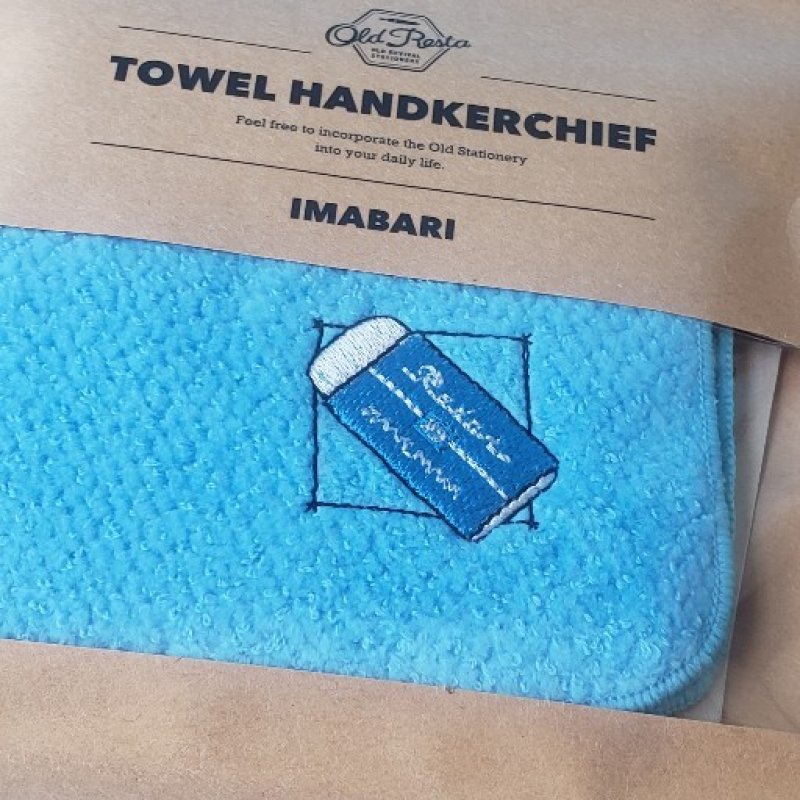 Old Resta
OLD REVIVAL
STATIONERY
TOWEL HANDKERCHIEF
Feel free to incorporate the Old Stationery
into your daily life.
IMABARI